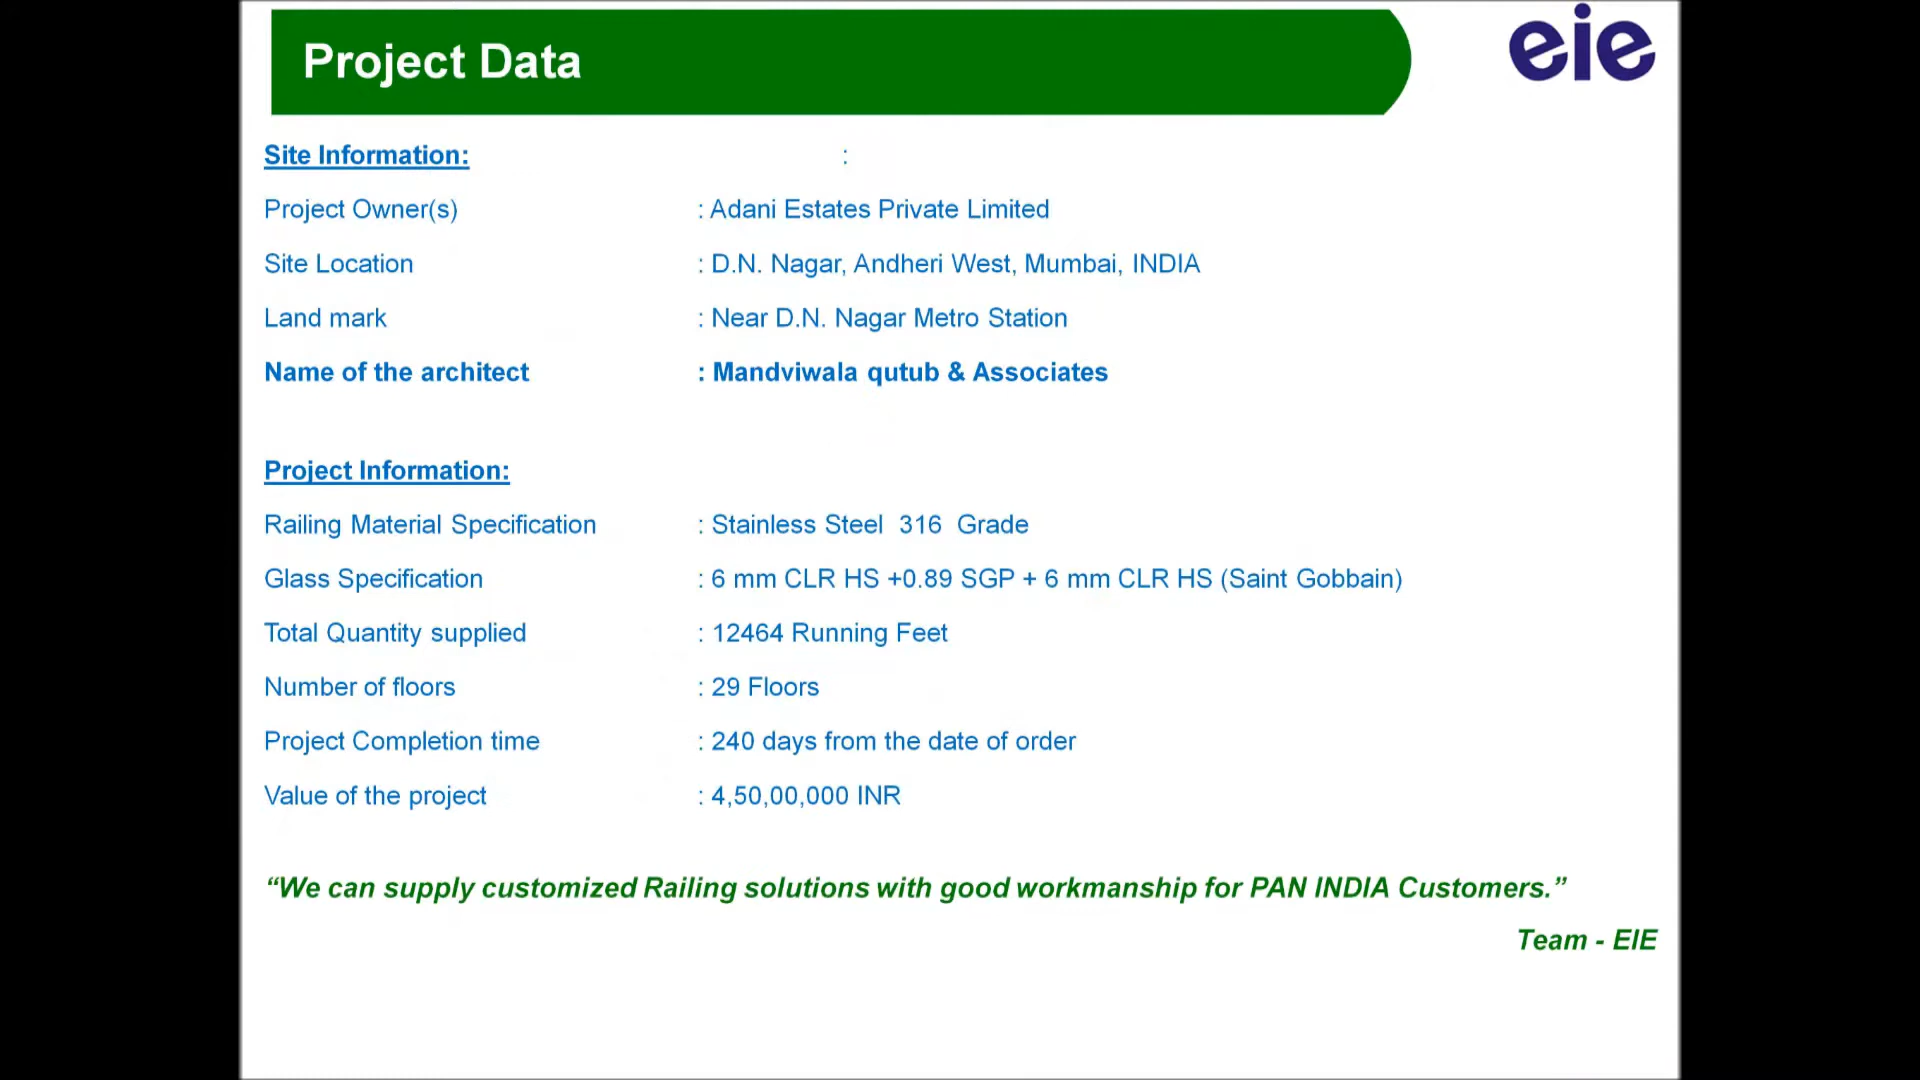 Project Data
eie
Site Information: :
Project Owner(s) : Adani Estates Private Limited
Site Location : D.N. Nagar, Andheri West, Mumbai, INDIA
Land mark : Near D.N. Nagar Metro Station
Name of the architect : Mandviwala qutub & Associates
Project Information:
Railing Material Specification : Stainless Steel 316 Grade
Glass Specification : 6 mm CLR HS +0.89 SGP + 6 mm CLR HS (Saint Gobbain)
Total Quantity supplied : 12464 Running Feet
Number of floors : 29 Floors
Project Completion time : 240 days from the date of order
Value of the project : 4,50,00,000 INR
“We can supply customized Railing solutions with good workmanship for PAN INDIA Customers.”
Team - EIE